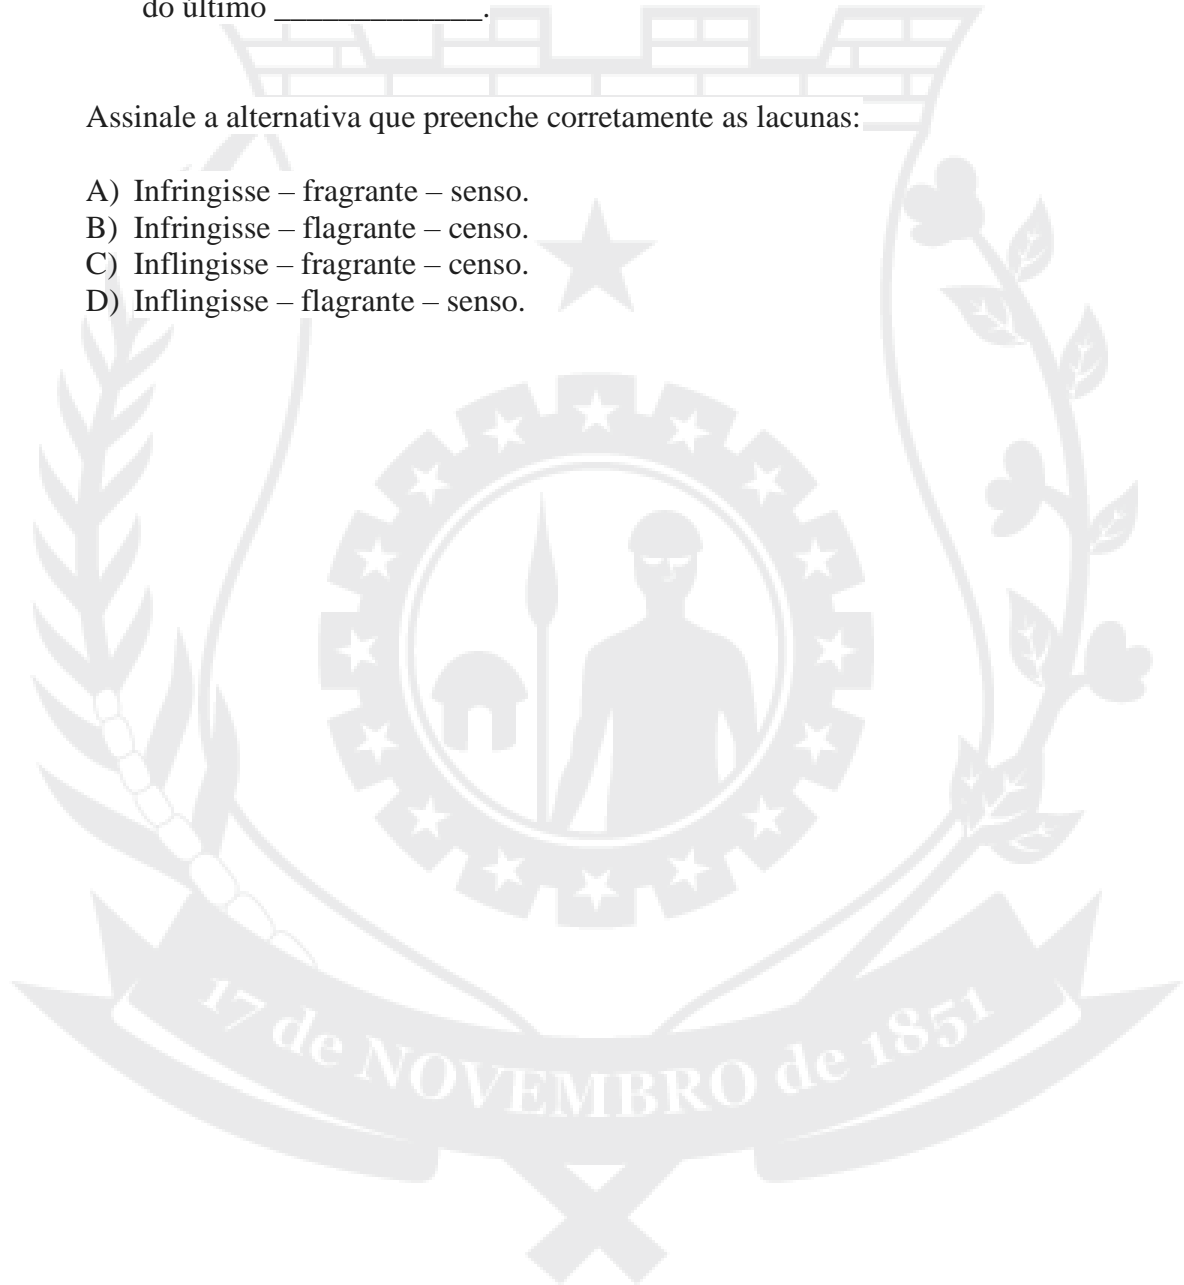 do último _____________.
Assinale a alternativa que preenche corretamente as lacunas:
A) Infringisse – fragrante – senso.
B) Infringisse – flagrante – censo.
C) Inflingisse – fragrante – censo.
D) Inflingisse – flagrante – senso.
17 de NOVEMBRO de 1851